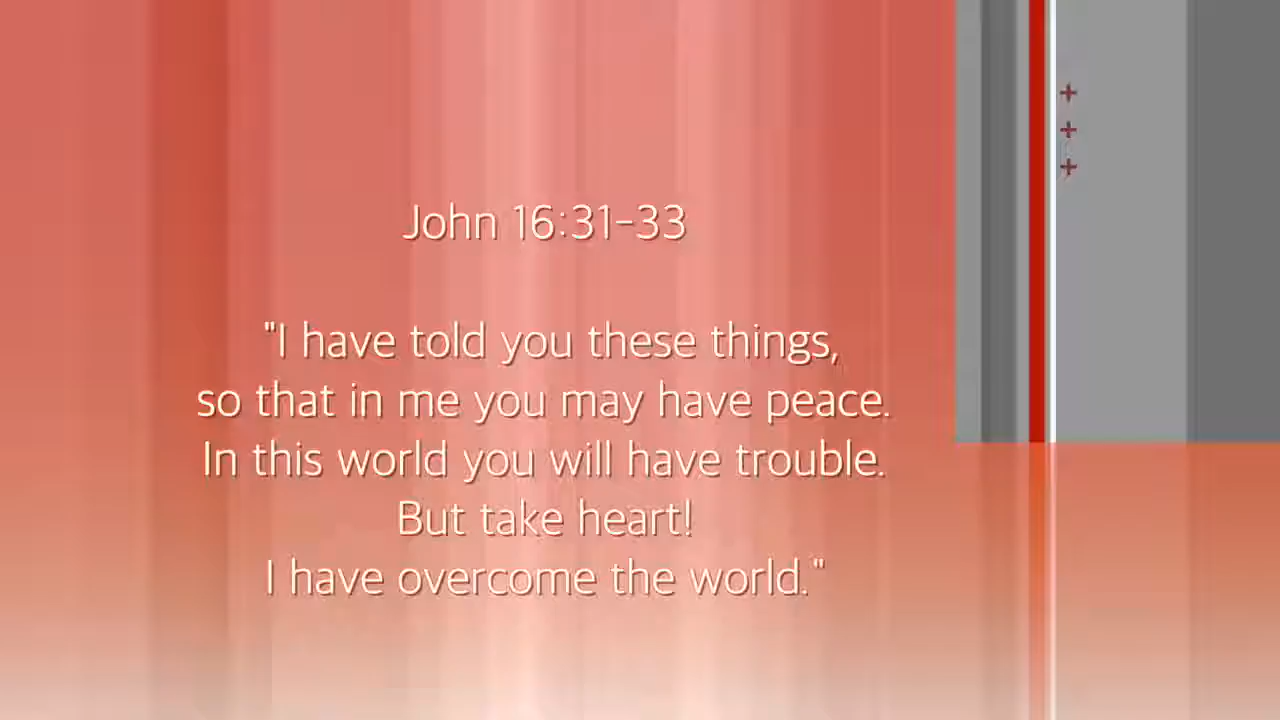 John 16:31-33
"I have told you these things,
so that in me you may have peace.
In this world you will have trouble.
But take heart!
I have overcome the world."